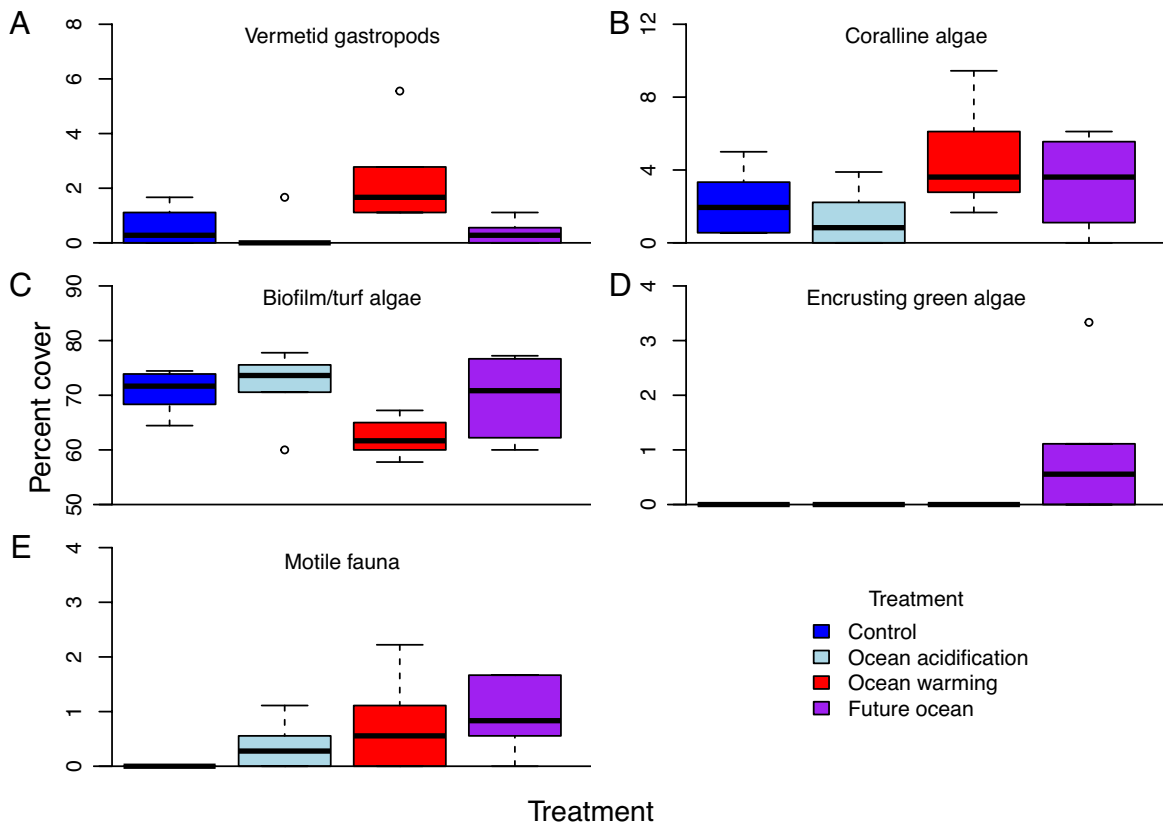 A
Vermetid gastropods
8
6
4
2
0
B
Coralline algae
12
8
4
0
C
Biofilm/turf algae
90
80
70
60
50
D
Encrusting green algae
4
3
2
1
0
E
Motile fauna
4
3
2
1
0
Percent cover
Treatment
Treatment
Control
Ocean acidification
Ocean warming
Future ocean